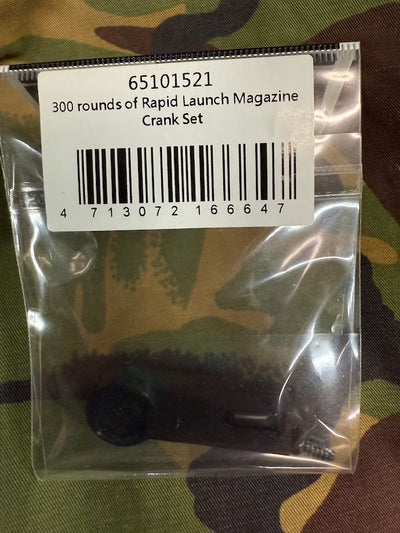 65101521
300 rounds of Rapid Launch Magazine
Crank Set
4 713072 166647